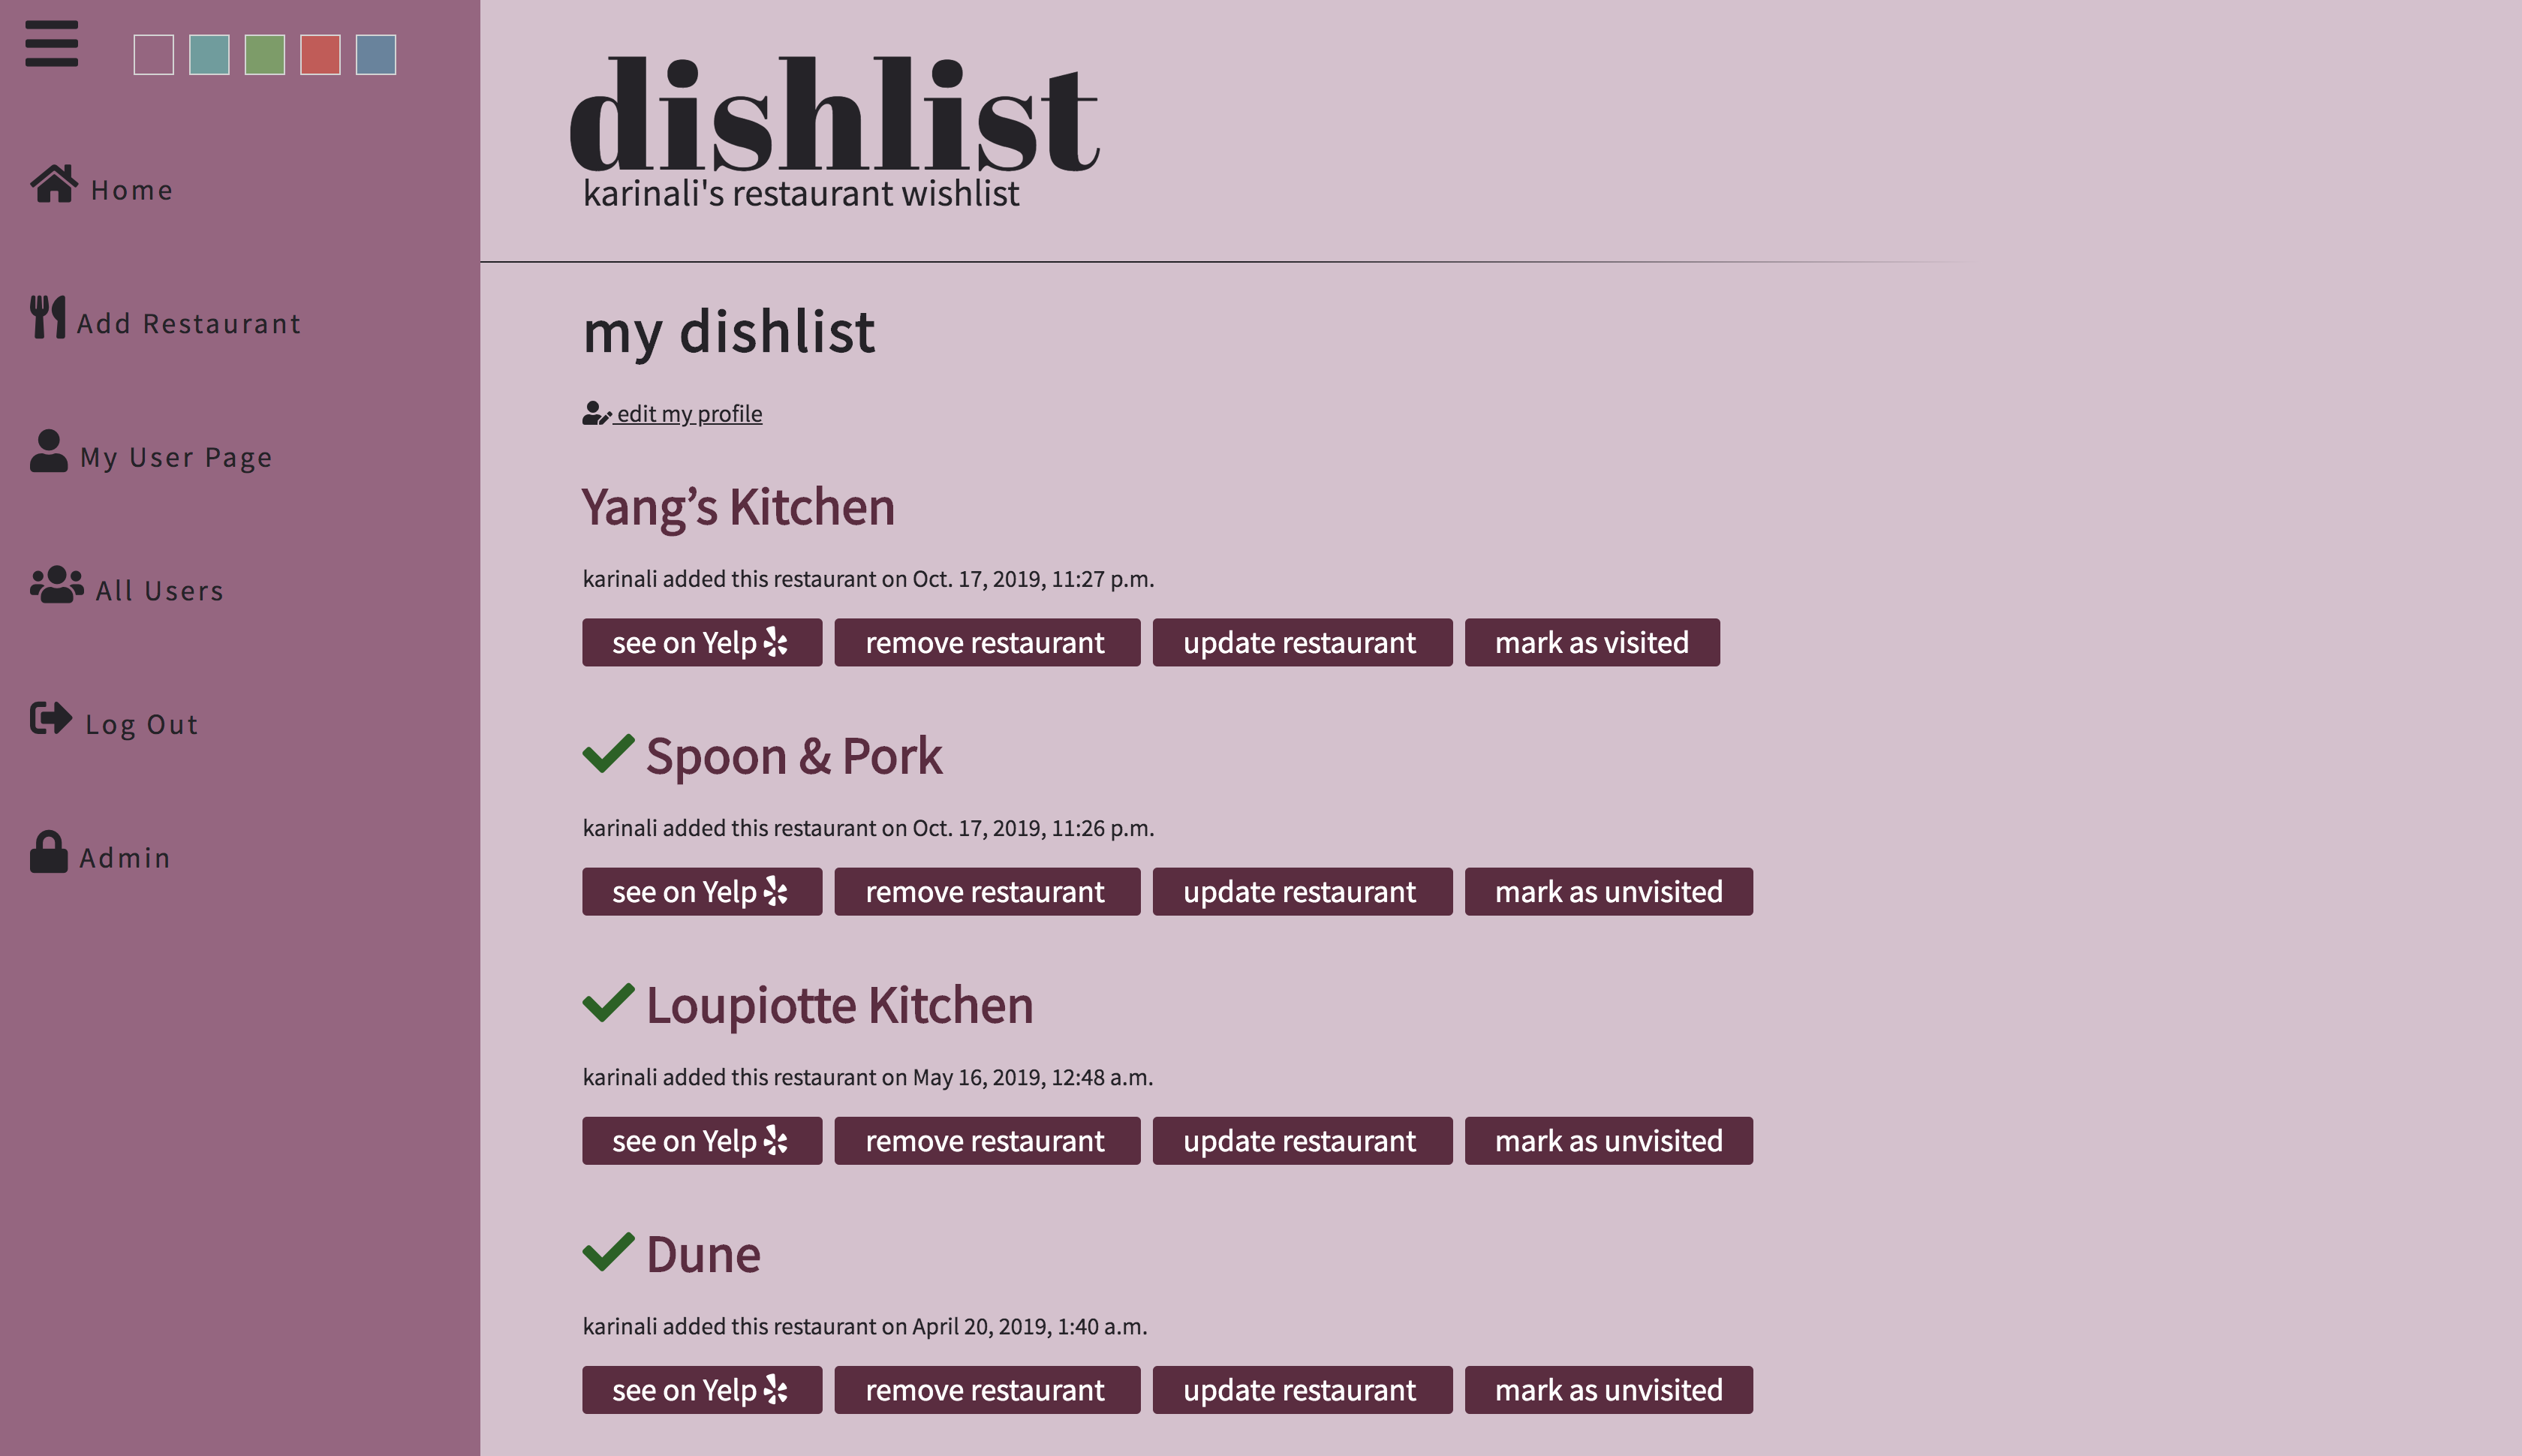 dishlist
karinali's restaurant wishlist
Home
Add Restaurant
My User Page
All Users
Log Out
Admin
my dishlist
edit my profile
Yang’s Kitchen
karinali added this restaurant on Oct. 17, 2019, 11:27 p.m.
see on Yelp remove restaurant update restaurant mark as visited
Spoon & Pork
karinali added this restaurant on Oct. 17, 2019, 11:26 p.m.
see on Yelp remove restaurant update restaurant mark as unvisited
Loupiotte Kitchen
karinali added this restaurant on May 16, 2019, 12:48 a.m.
see on Yelp remove restaurant update restaurant mark as unvisited
Dune
karinali added this restaurant on April 20, 2019, 1:40 a.m.
see on Yelp remove restaurant update restaurant mark as unvisited